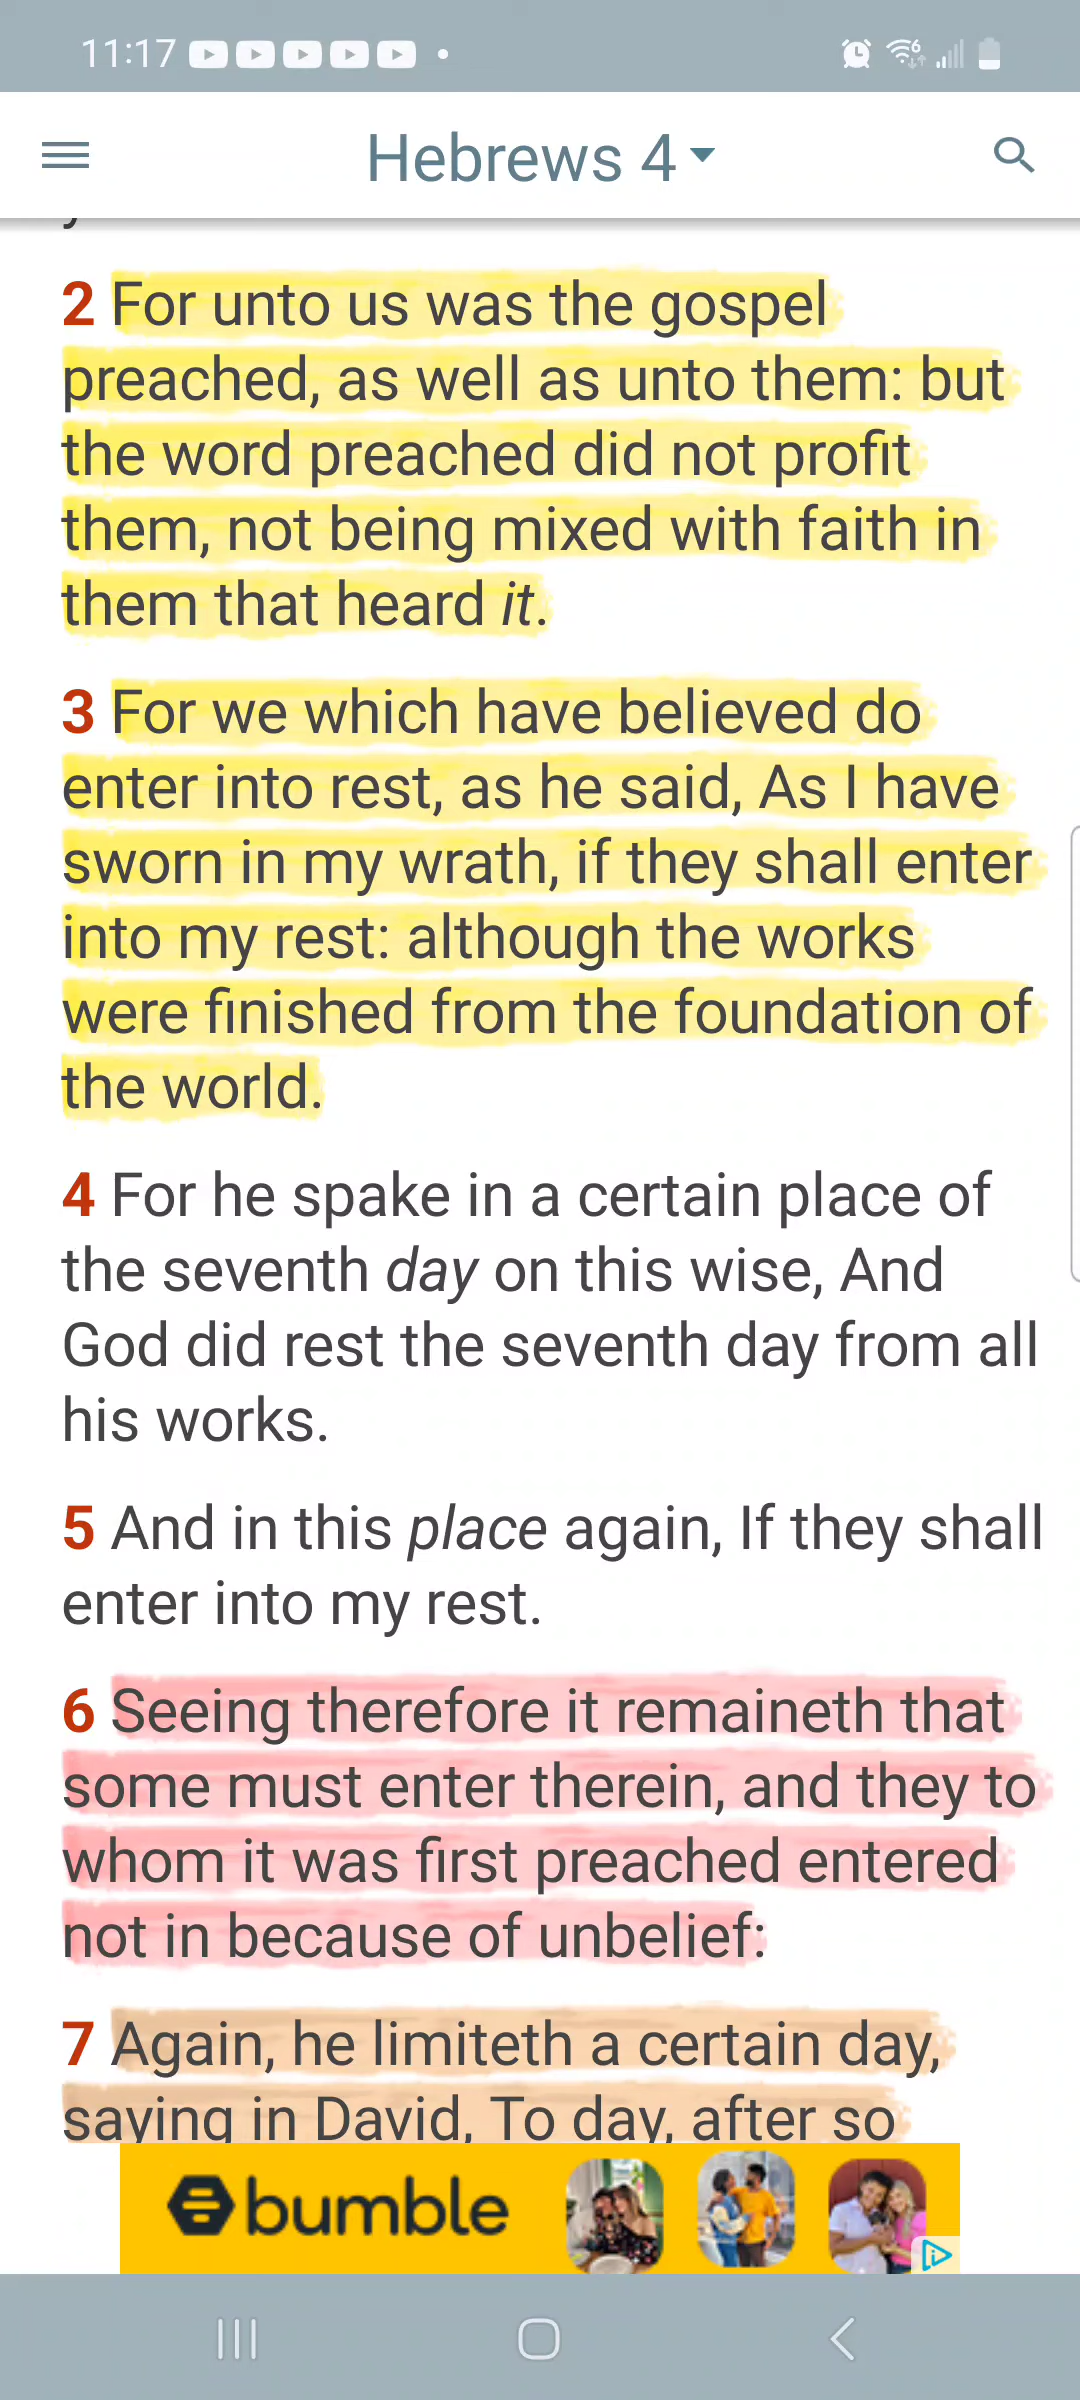 11:17
Hebrews 4
2 For unto us was the gospel
preached, as well as unto them: but
the word preached did not profit
them, not being mixed with faith in
them that heard it.
3 For we which have believed do
enter into rest, as he said, As I have
sworn in my wrath, if they shall enter
into my rest: although the works
were finished from the foundation of
the world.
4 For he spake in a certain place of
the seventh day on this wise, And
God did rest the seventh day from all
his works.
5 And in this place again, If they shall
enter into my rest.
6 Seeing therefore it remaineth that
some must enter therein, and they to
whom it was first preached entered
not in because of unbelief:
7 Again, he limiteth a certain day,
saying in David, To day, after so
bumble